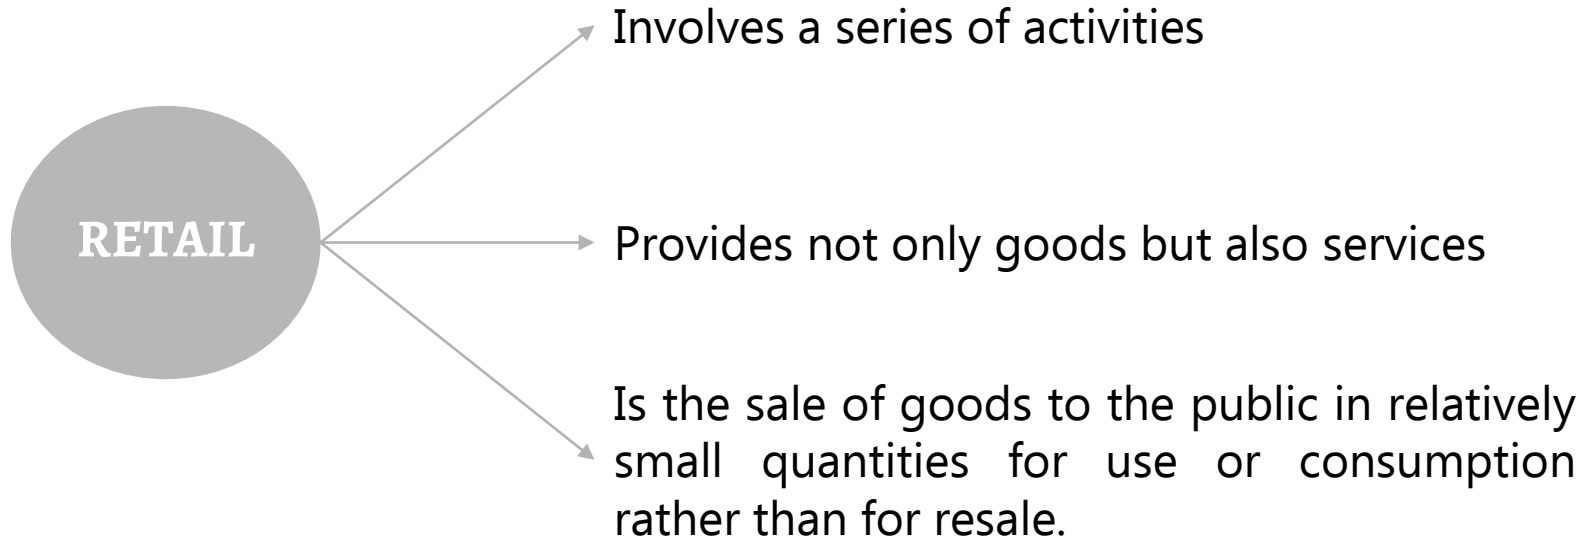 Involves a series of activities
RETAIL
Provides not only goods but also services
Is the sale of goods to the public in relatively
small quantities for use or consumption
rather than for resale.